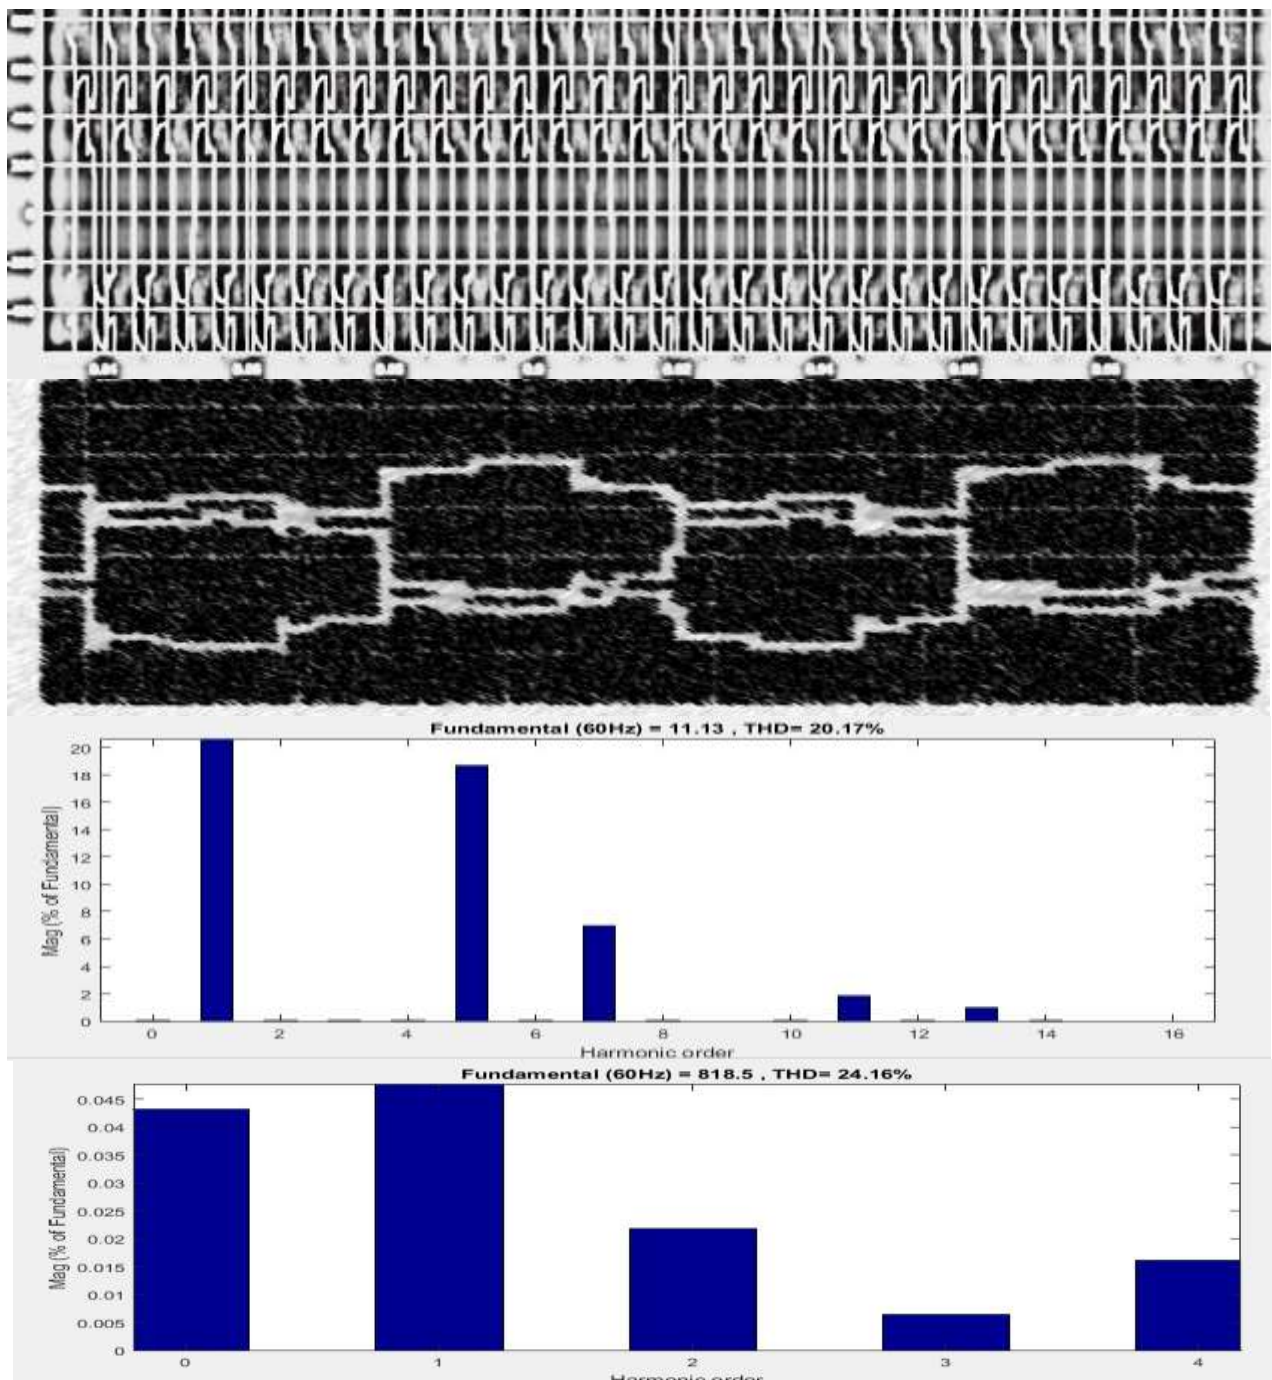 Fundamental (60Hz) = 11.13 , THD= 20.17%
20
18
16
14
12
10
8
6
4
2
0
Mag (% of Fundamental)
0 2 4 6 8 10 12 14 16
Harmonic order
Fundamental (60Hz) = 818.5 , THD= 24.16%
0.045
0.04
0.035
0.03
0.025
0.02
0.015
0.01
0.005
0
Mag (% of Fundamental)
0 1 2 3 4
Harmonic order